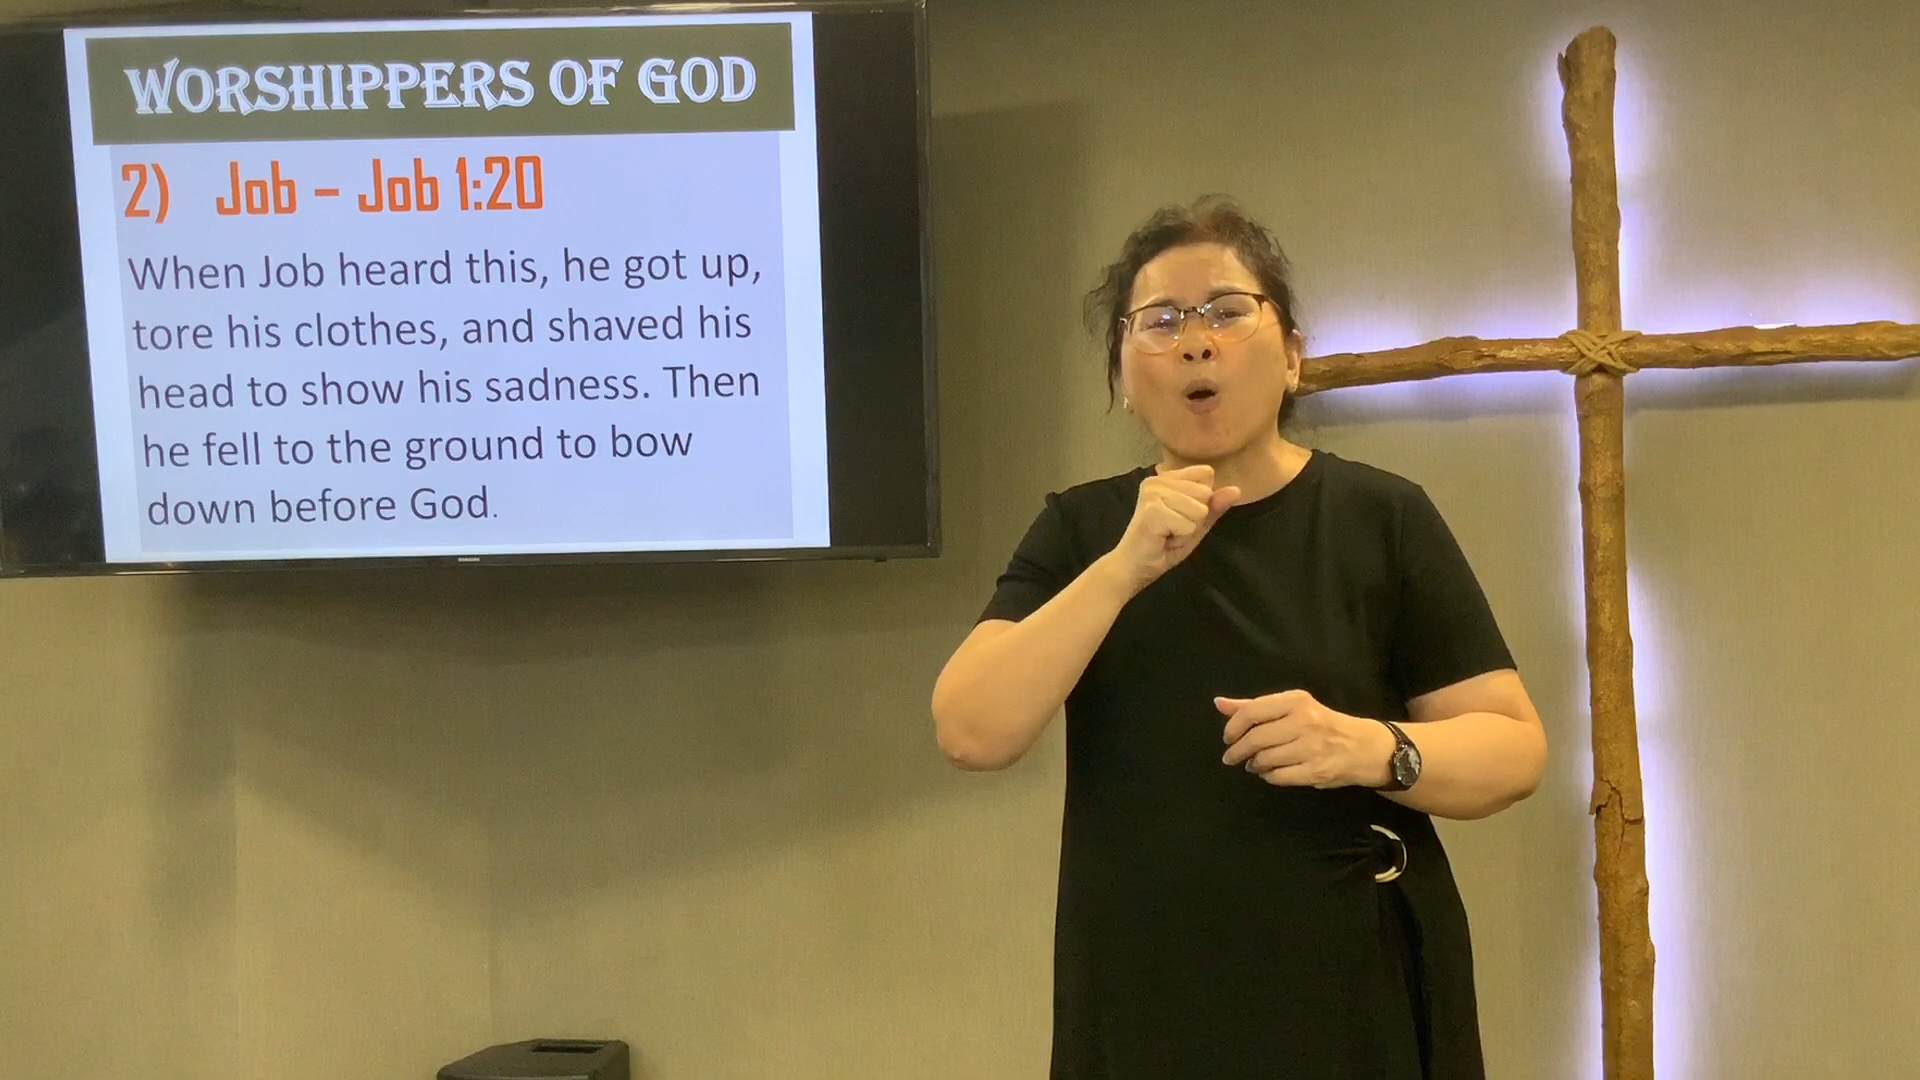 WORSHIPPERS OF GOD
2) Job – Job 1:20
When Job heard this, he got up,
tore his clothes, and shaved his
head to show his sadness. Then
he fell to the ground to bow
down before God.